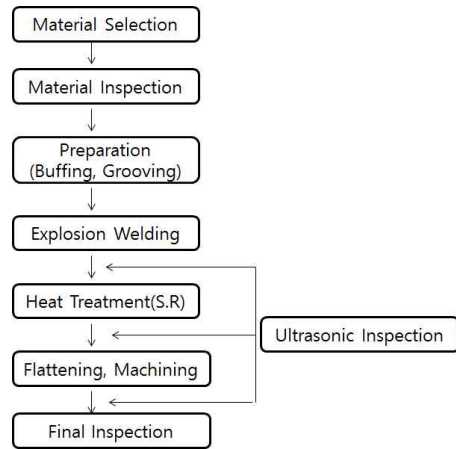 Material Selection
Material Inspection
Preparation
(Buffing, Grooving)
Explosion Welding
Heat Treatment(S.R)
Ultrasonic Inspection
Flattening, Machining
Final Inspection